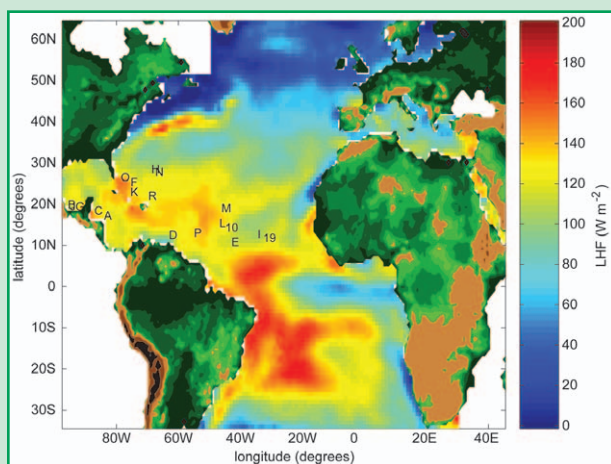 60N
50N
40N
30N
20N
10N
0
10S
20S
30S
latitude (degrees)
80W
60W
40W
20W
0
20E
40E
longitude (degrees)
H
N
O
F
K
R
G
C
A
M
L
10
D
P
E
I
19
200
180
160
140
120
100
80
60
40
20
0
LHF (W m⁻²)